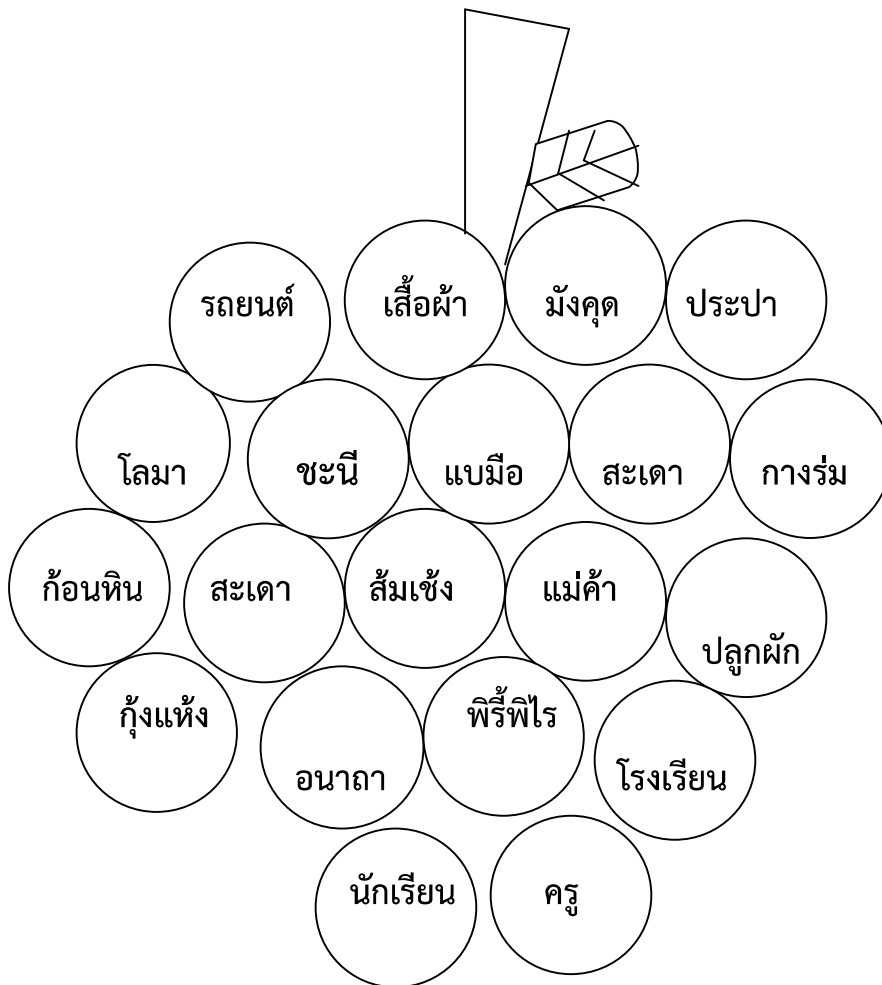 รถยนต์ เสื้อผ้า มังคุด ประปา
โลมา ชะนี แบมือ สะเดา กางร่ม
ก้อนหิน สะเดา ส้มเช้ง แม่ค้า ปลูกผัก
กุ้งแห้ง อนาถา พิรี้พิไร โรงเรียน
นักเรียน ครู